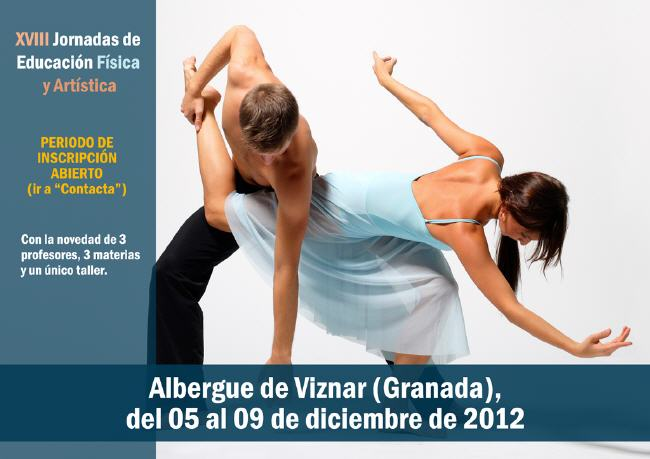 XVIII Jornadas de
Educación Física
y Artística
PERIODO DE
INSCRIPCIÓN
ABIERTO
(ir a “Contacta”)
Con la novedad de 3
profesores, 3 materias
y un único taller.
Albergue de Viznar (Granada),
del 05 al 09 de diciembre de 2012